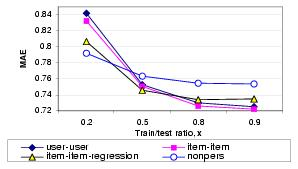 0.84
0.82
0.8
0.78
0.76
0.74
0.72
MAE
0.2 0.5 0.8 0.9
Train/test ratio, x
user-user item-item
item-item-regression nonpers